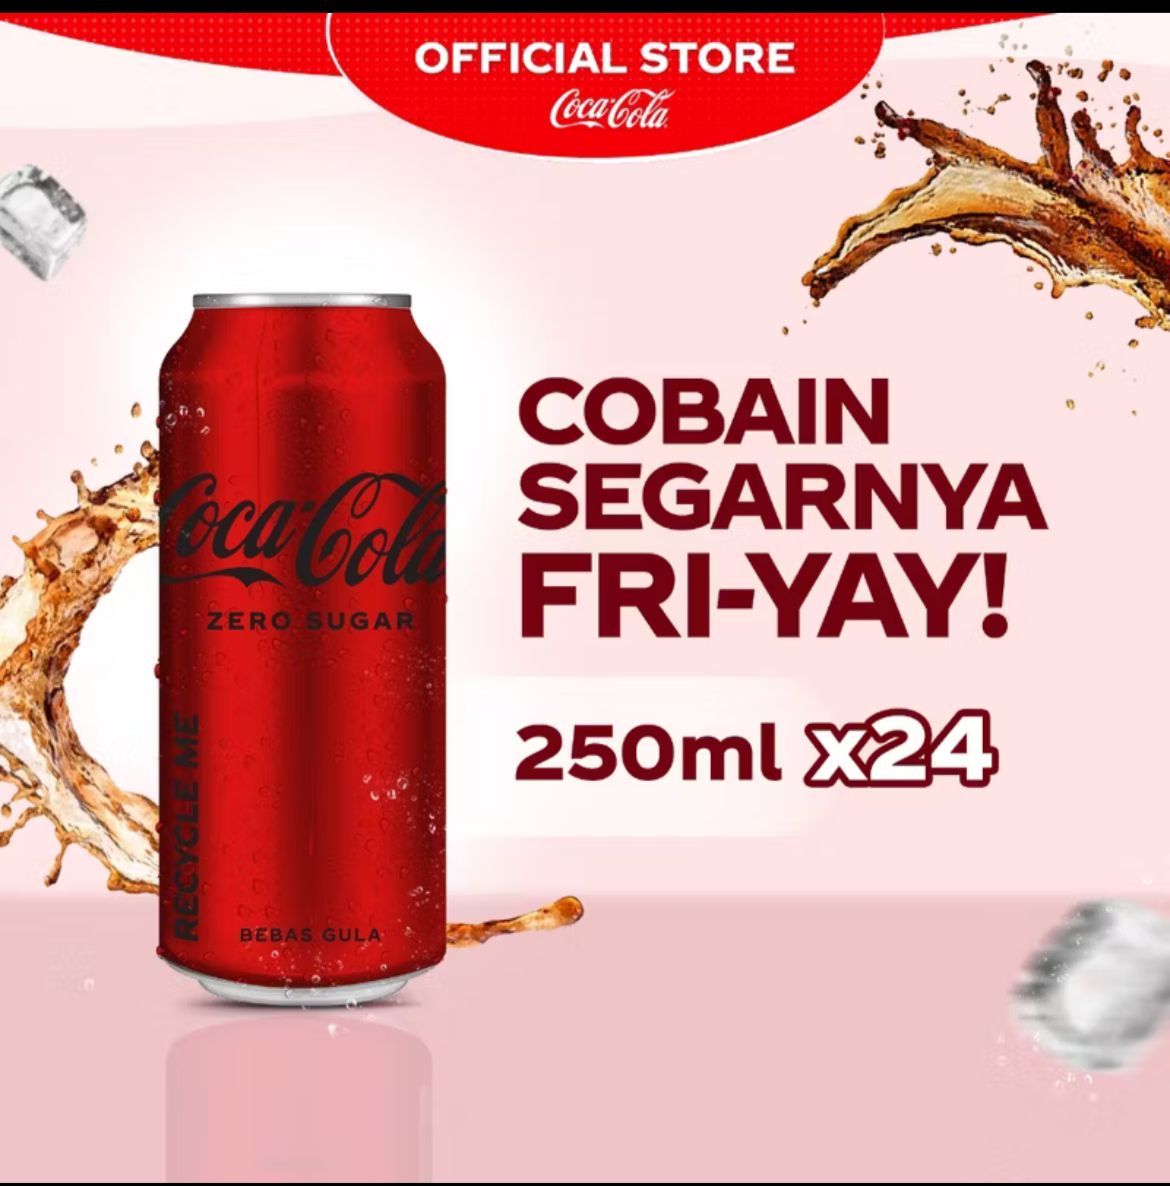 OFFICIAL STORE
Coca-Cola
COBAIN
SEGARNYA
FRI-YAY!
250ml x24
Coca-Cola
ZERO SUGAR
RECYCLE ME
BEBAS GULA